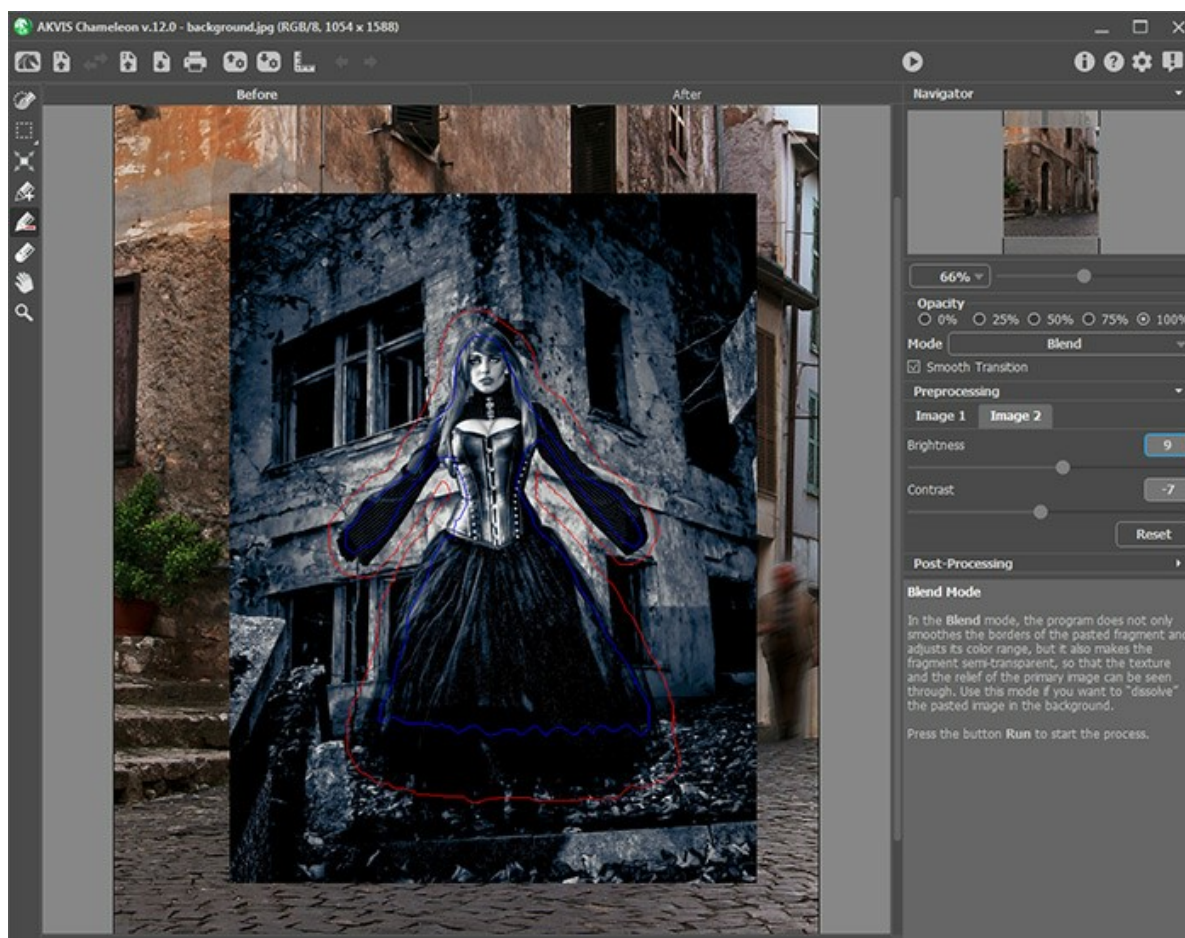 AKVIS Chameleon v.12.0 - background.jpg (RGB/8, 1054 x 1588)
Before
After
Navigator
66%
Opacity
0% 25% 50% 75% 100%
Mode Blend
Smooth Transition
Preprocessing
Image 1 Image 2
Brightness 9
Contrast -7
Reset
Post-Processing
Blend Mode
In the Blend mode, the program does not only
smoothes the borders of the pasted fragment and
adjusts its color range, but it also makes the
fragment semi-transparent, so that the texture
and the relief of the primary image can be seen
through. Use this mode if you want to "dissolve"
the pasted image in the background.
Press the button Run to start the process.